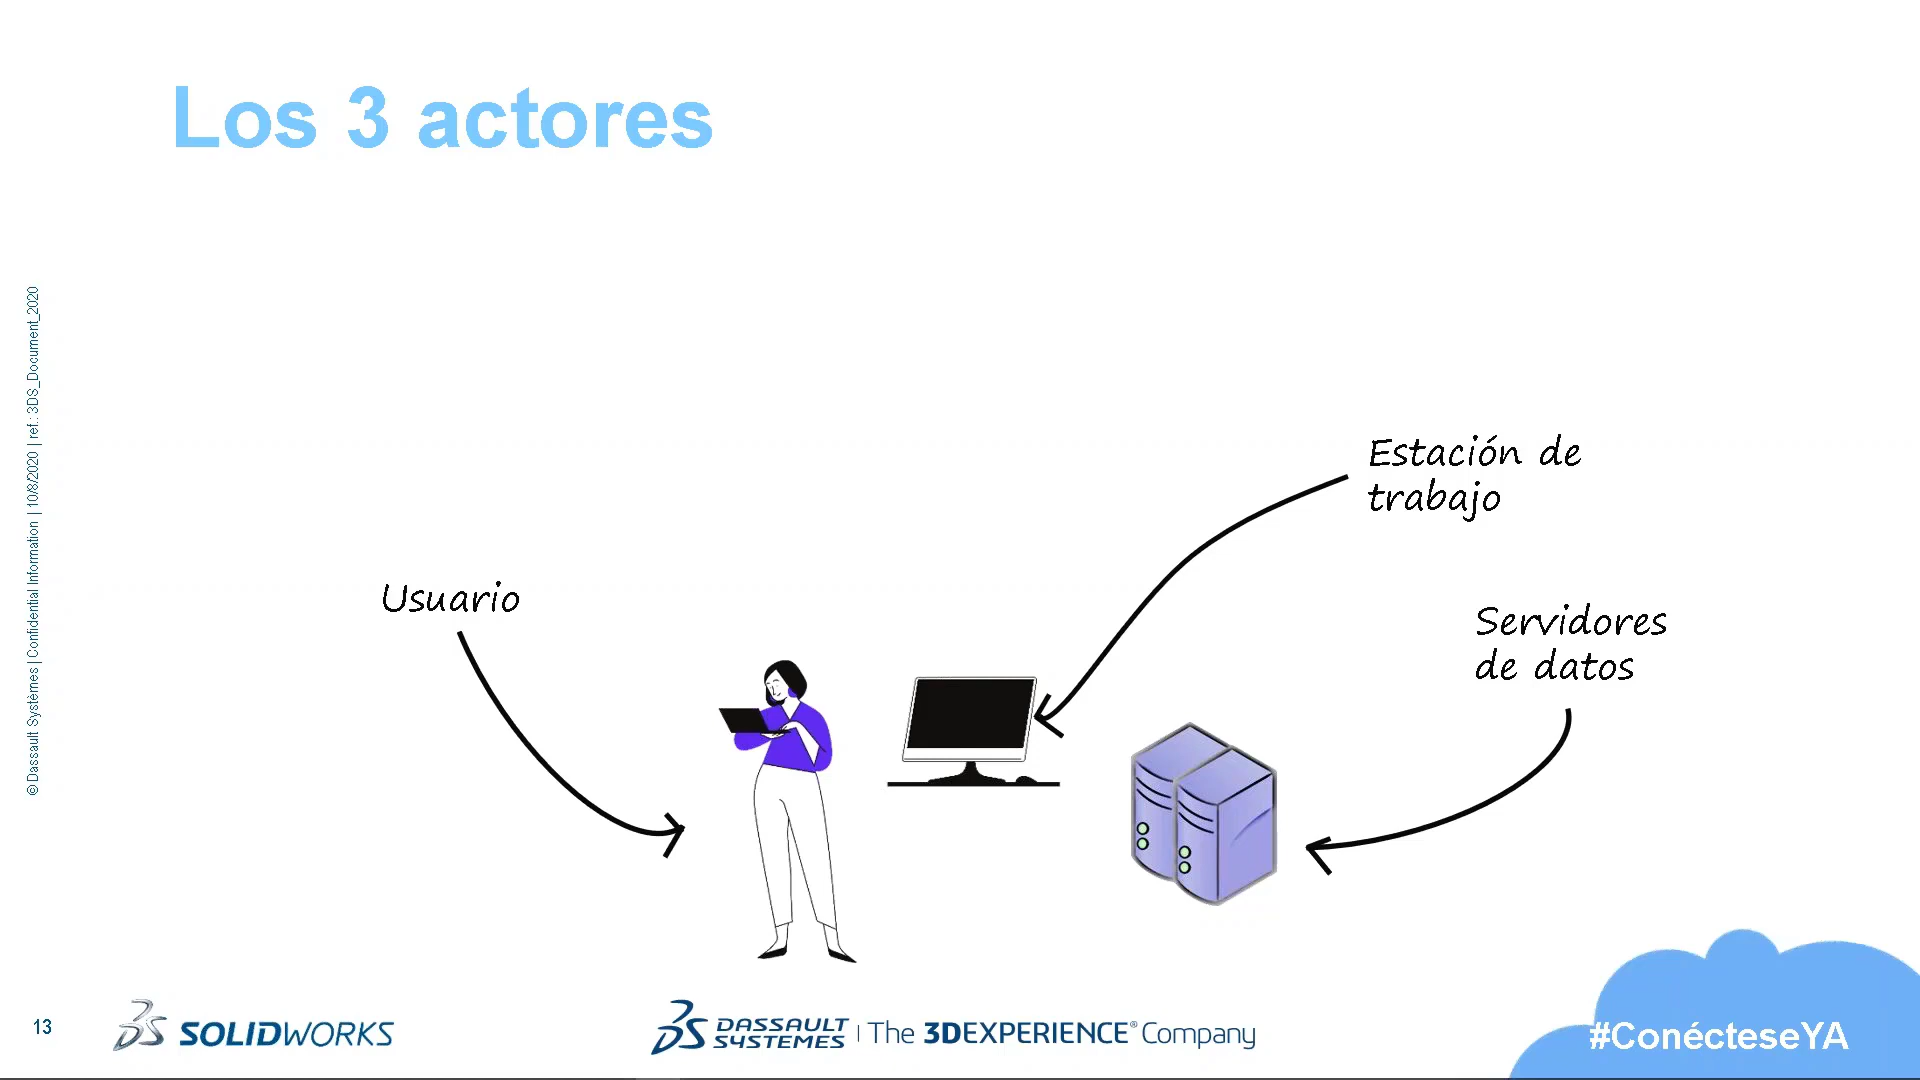 Los 3 actores
© Dassault Systèmes | Confidential Information | 10/8/2020 | ref.: 3DS_Document_2020
Estación de
trabajo
Usuario
Servidores
de datos
13
SOLIDWORKS
DASSAULT
SYSTEMES
| The 3DEXPERIENCE® Company
#ConécteseYA